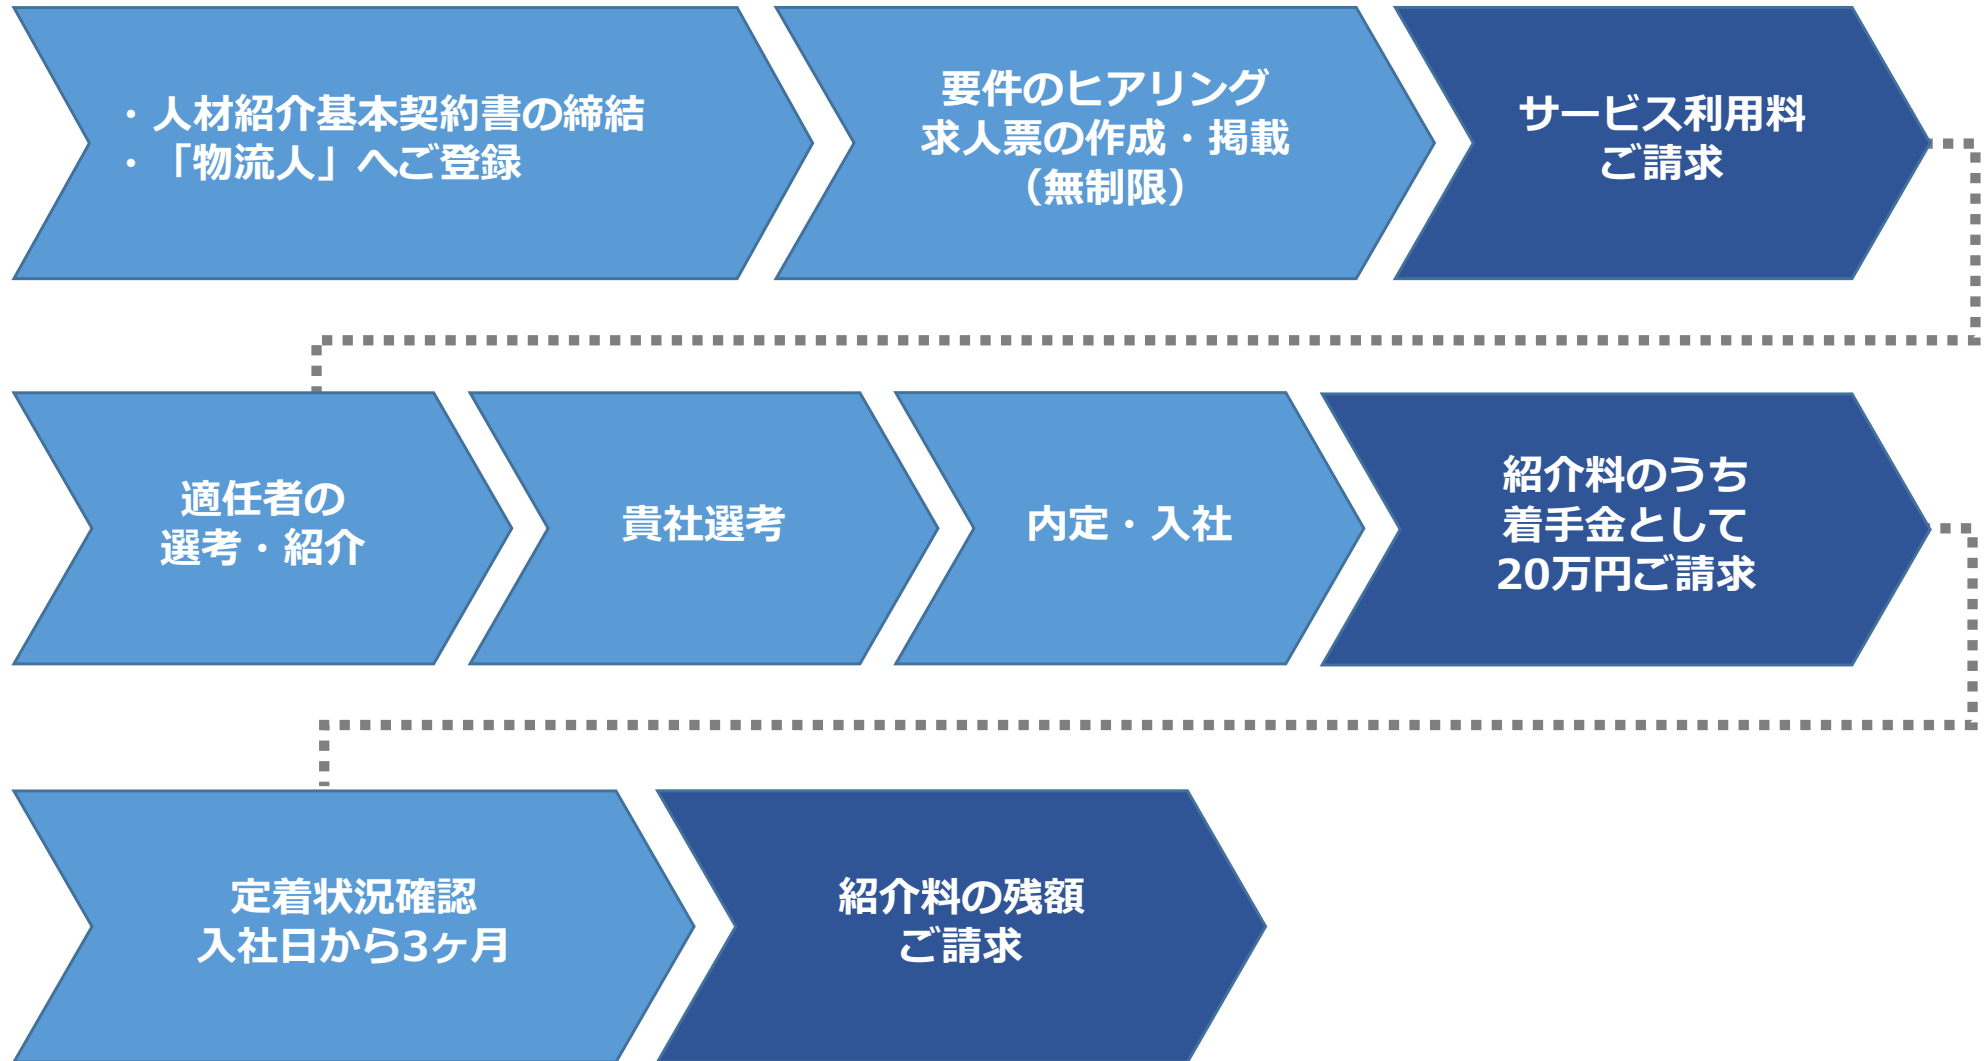 ・人材紹介基本契約書の締結
・「物流人」へご登録
要件のヒアリング
求人票の作成・掲載
（無制限）
サービス利用料
ご請求
適任者の
選考・紹介
貴社選考
内定・入社
紹介料のうち
着手金として
20万円ご請求
定着状況確認
入社日から3ヶ月
紹介料の残額
ご請求